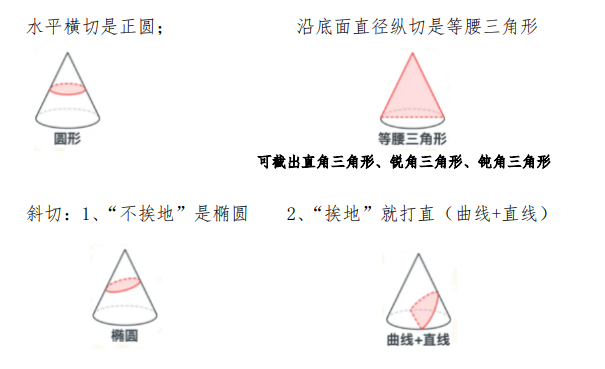 水平横切是正圆；
沿底面直径纵切是等腰三角形
圆形
等腰三角形
可截出直角三角形、锐角三角形、钝角三角形
斜切：1、“不挨地”是椭圆
2、“挨地”就打直（曲线+直线）
椭圆
曲线+直线